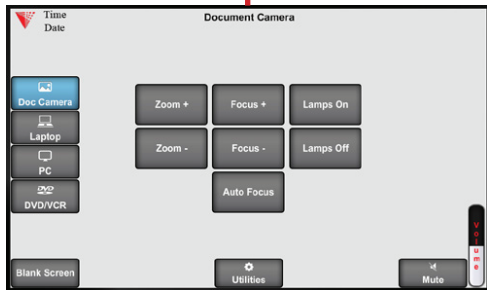 Time
Date
Document Camera
Doc Camera
Laptop
PC
DVD
DVD/VCR
Zoom +
Focus +
Lamps On
Zoom -
Focus -
Lamps Off
Auto Focus
Volume
Blank Screen
Utilities
Mute